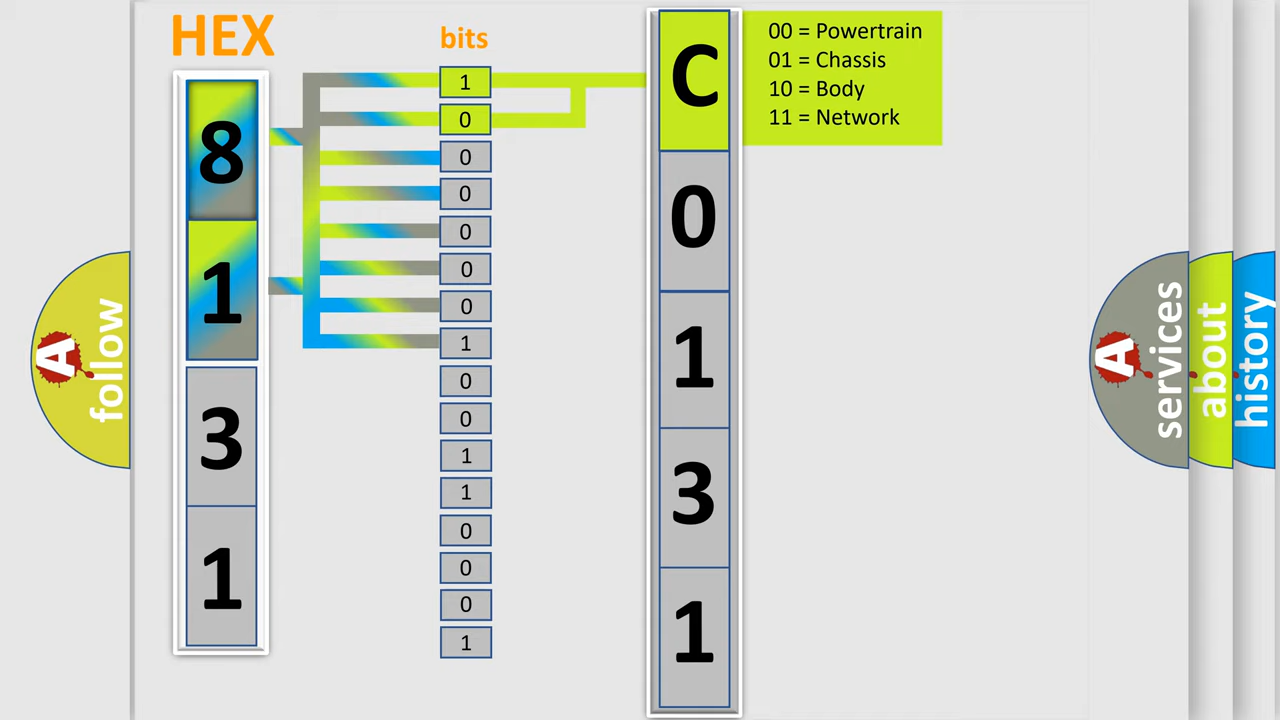 HEX
bits
8
1
3
1
1
0
0
0
0
0
0
1
0
0
1
1
0
0
0
1
C
0
1
3
1
00 = Powertrain
01 = Chassis
10 = Body
11 = Network
A follow
A services
about
history